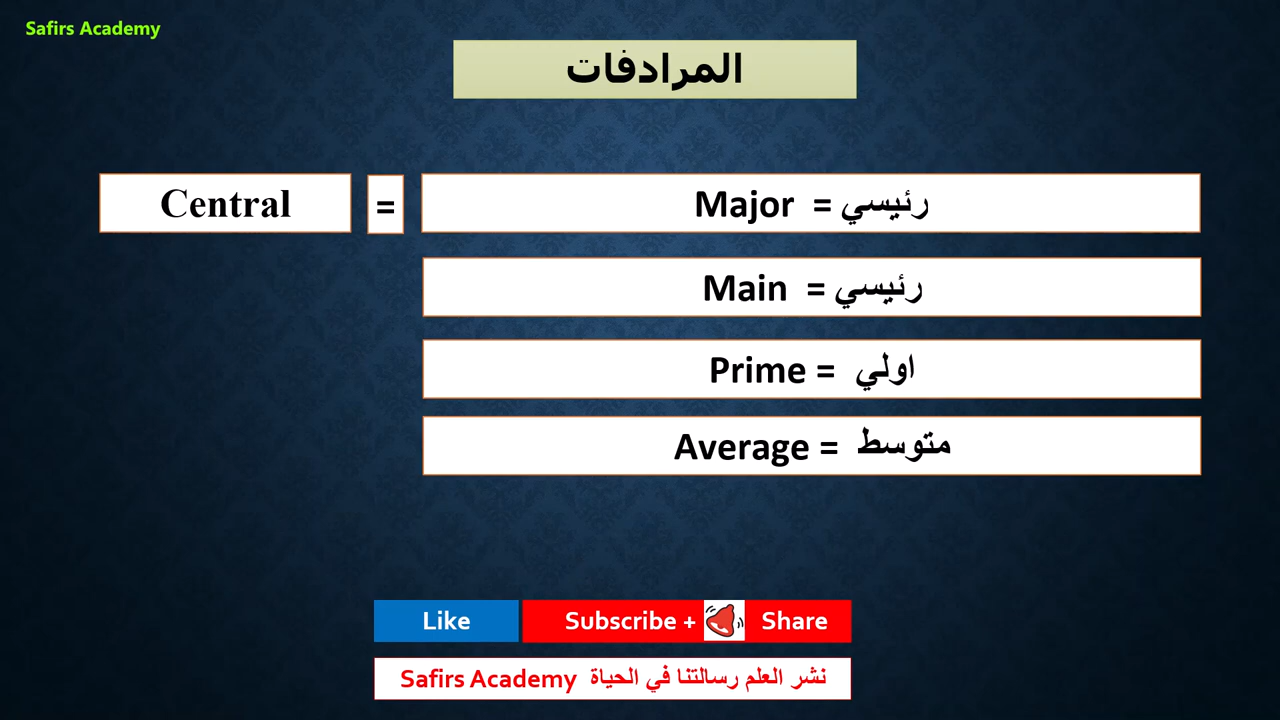 Safirs Academy
المرادفات
Central = Major = رئيسي
Main = رئيسي
Prime = اولي
Average = متوسط
Like Subscribe + Share
Safirs Academy نشر العلم رسالتنا في الحياة